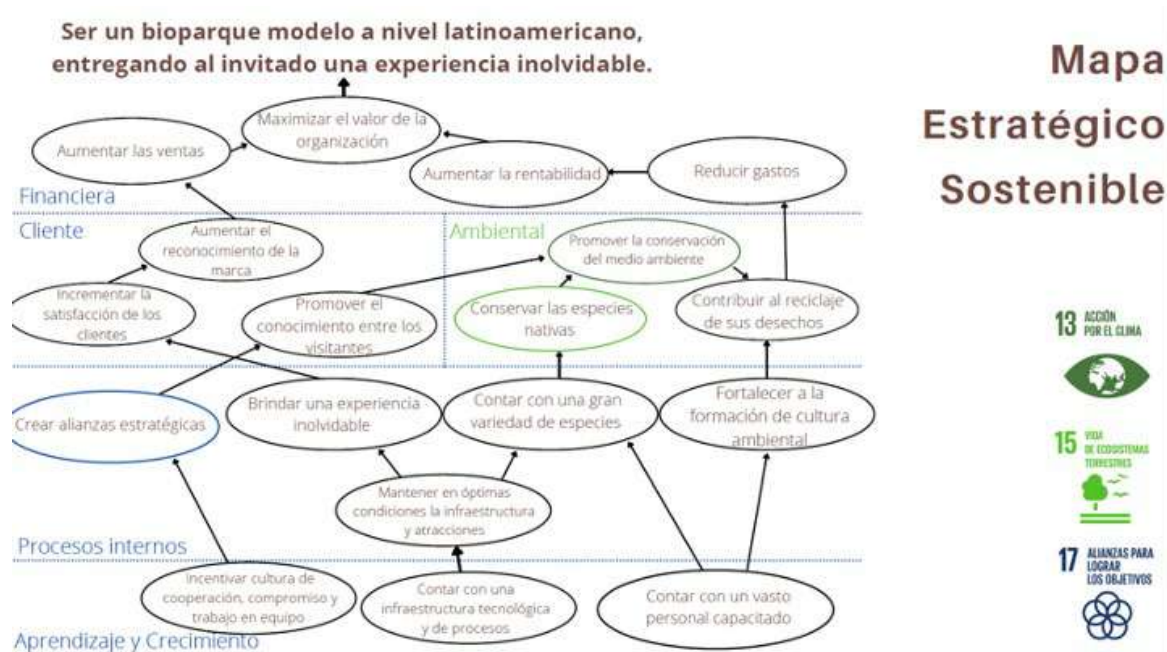 Ser un bioparque modelo a nivel latinoamericano,
entregando al invitado una experiencia inolvidable.
Mapa
Estratégico
Sostenible
Maximizar el valor de la
organización
Aumentar las ventas
Aumentar la rentabilidad
Reducir gastos
Financiera
Cliente
Aumentar el
reconocimiento de la
marca
Ambiental
Promover la conservación
del medio ambiente
Incrementar la
satisfacción de los
clientes
Promover el
conocimiento entre los
visitantes
Conservar las especies
nativas
Contribuir al reciclaje
de sus desechos
Crear alianzas estratégicas
Brindar una experiencia
inolvidable
Contar con una gran
variedad de especies
Fortalecer a la
formación de cultura
ambiental
Mantener en óptimas
condiciones la infraestructura
y atracciones
Procesos internos
Incentivar cultura de
cooperación, compromiso y
trabajo en equipo
Contar con una
infraestructura tecnológica
y de procesos
Contar con un vasto
personal capacitado
Aprendizaje y Crecimiento
13 ACCIÓN
POR EL CLIMA
15 VIDA
DE ECOSISTEMAS
TERRESTRES
17 ALIANZAS PARA
LOGRAR
LOS OBJETIVOS